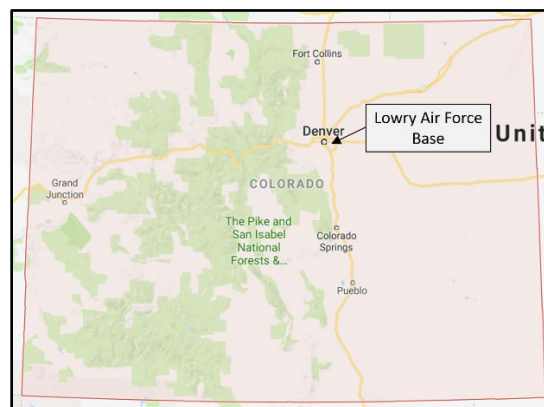 Fort Collins
Lowry Air Force
Base
Denver
Unit
Grand
Junction
COLORADO
The Pike and
San Isabel
National
Forests &...
Colorado
Springs
Pueblo